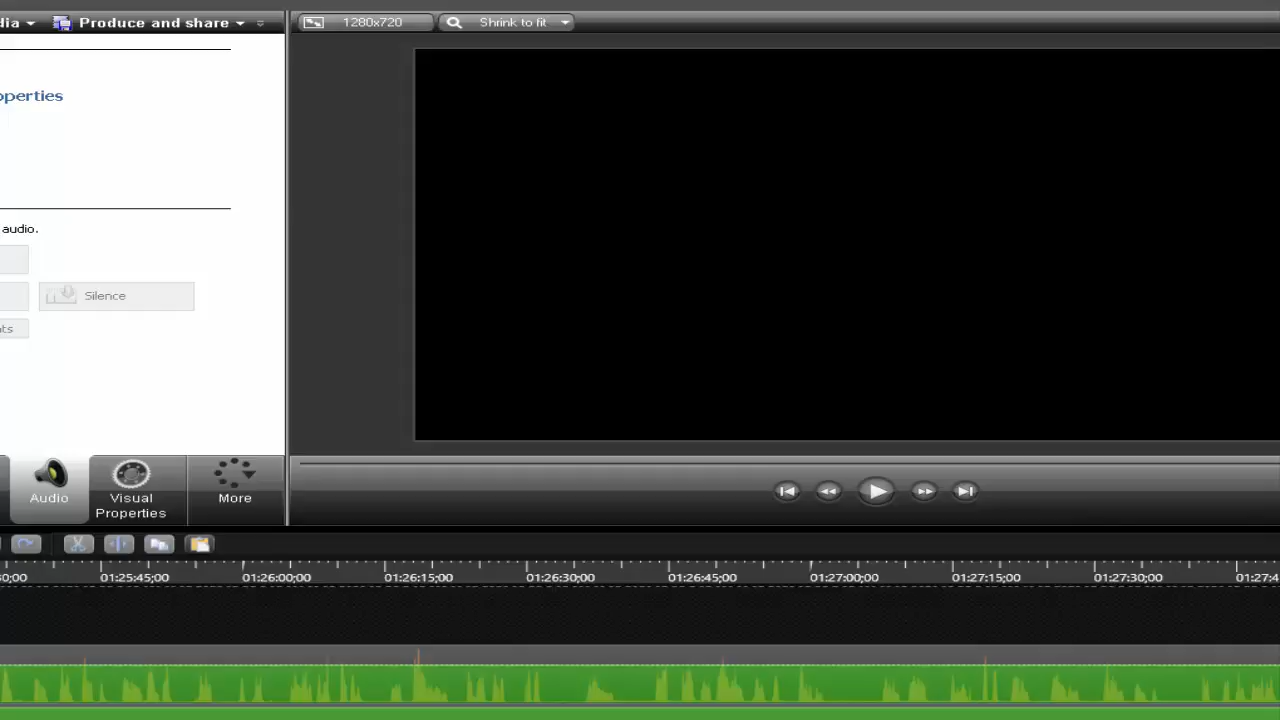 dia
Produce and share
1280x720
Shrink to fit
operties
audio.
Silence
nts
Audio
Visual
Properties
More
30;00 01:25:45;00 01:26:00;00 01:26:15;00 01:26:30;00 01:26:45;00 01:27:00;00 01:27:15;00 01:27:30;00 01:27:4